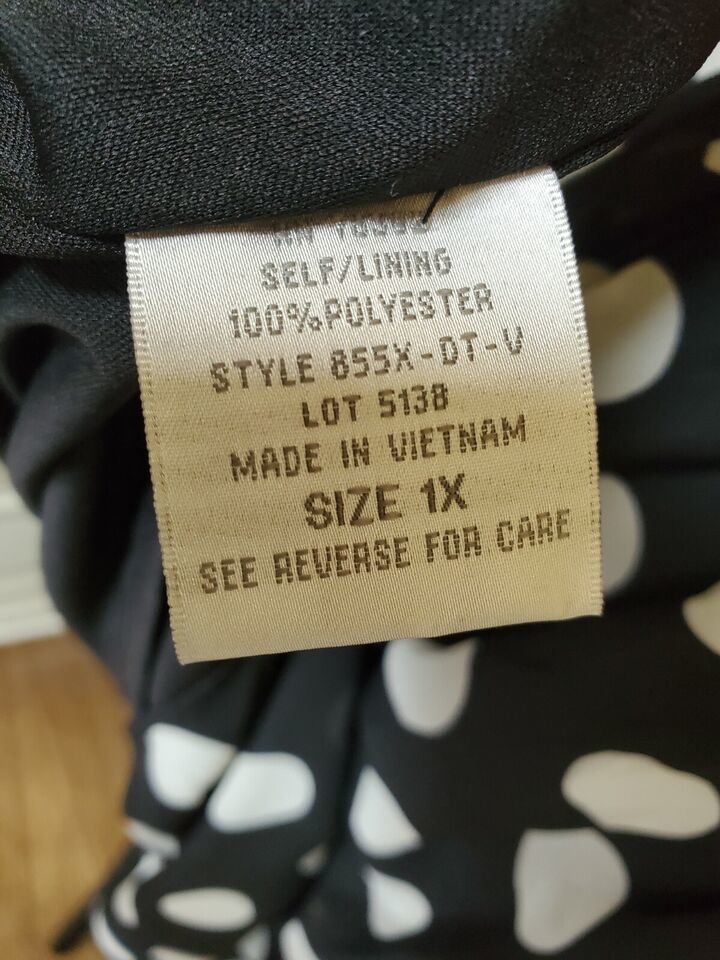 SELF/LINING
100%POLYESTER
STYLE 855X-DT-V
LOT 5138
MADE IN VIETNAM
SIZE 1X
SEE REVERSE FOR CARE